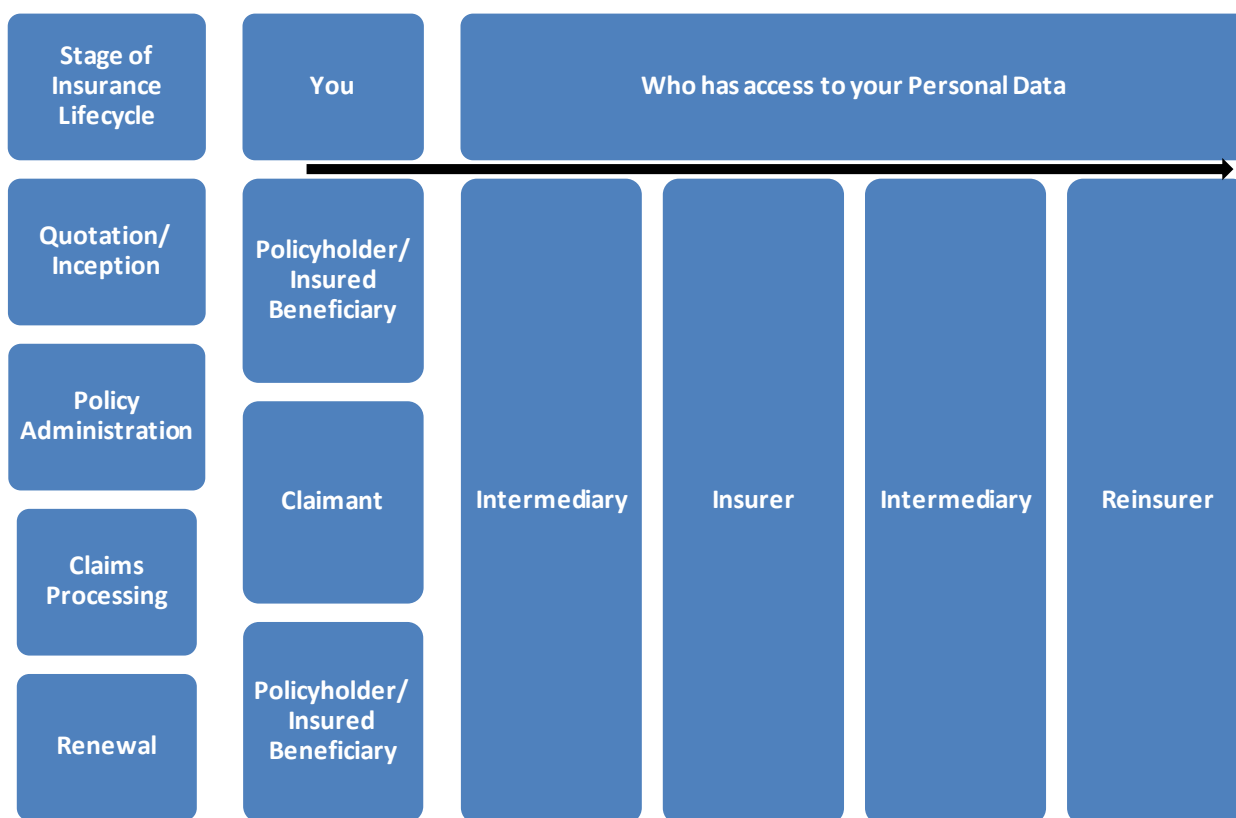 Stage of
Insurance
Lifecycle
You
Who has access to your Personal Data
Quotation/
Inception
Policy
Administration
Claims
Processing
Renewal
Policyholder/
Insured
Beneficiary
Claimant
Policyholder/
Insured
Beneficiary
Intermediary
Insurer
Intermediary
Reinsurer